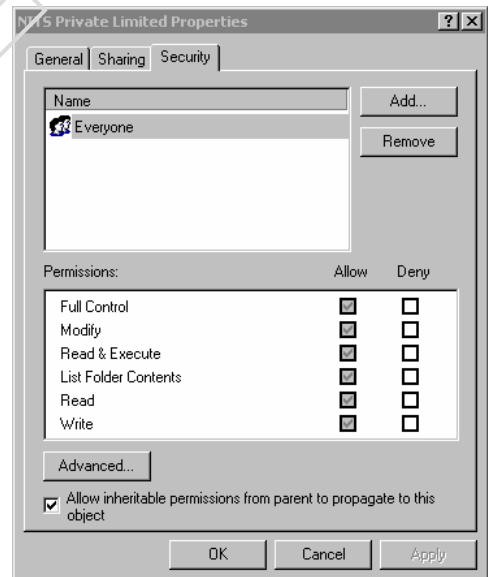 NITS Private Limited Properties
General Sharing Security
Name
Add...
Everyone
Remove
Permissions: Allow Deny
Full Control
Modify
Read & Execute
List Folder Contents
Read
Write
Advanced...
Allow inheritable permissions from parent to propagate to this
object
OK Cancel Apply